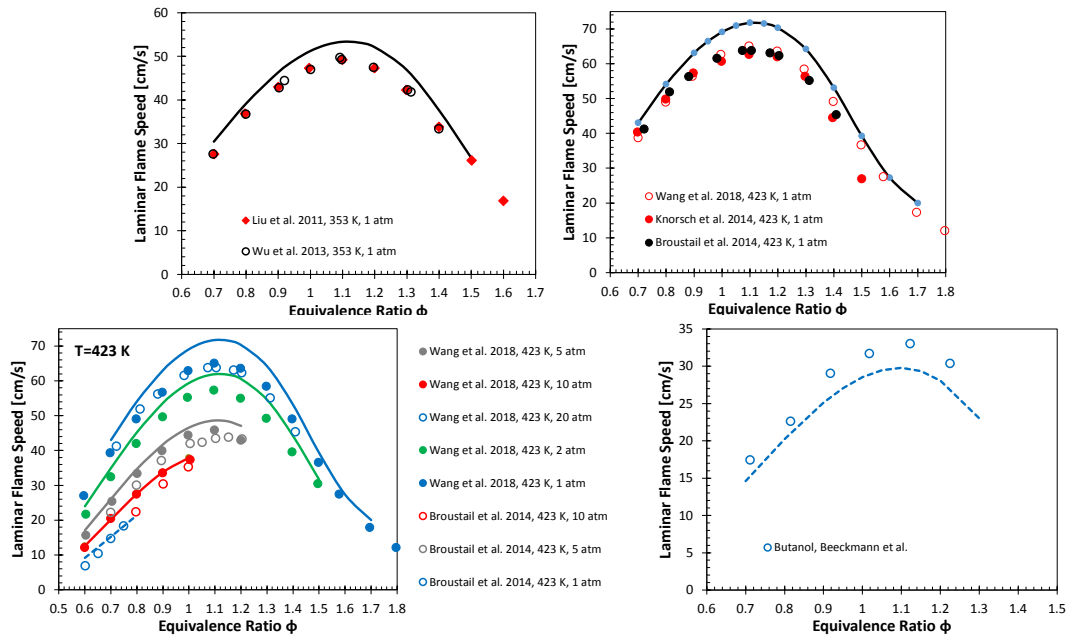 Laminar Flame Speed [cm/s]
60
50
40
30
20
10
0
Liu et al. 2011, 353 K, 1 atm
Wu et al. 2013, 353 K, 1 atm
0.6 0.7 0.8 0.9 1 1.1 1.2 1.3 1.4 1.5 1.6 1.7
Equivalence Ratio ϕ
Laminar Flame Speed [cm/s]
70
60
50
40
30
20
10
0
Wang et al. 2018, 423 K, 1 atm
Knorsch et al. 2014, 423 K, 1 atm
Broustail et al. 2014, 423 K, 1 atm
0.6 0.7 0.8 0.9 1 1.1 1.2 1.3 1.4 1.5 1.6 1.7 1.8
Equivalence Ratio ϕ
Laminar Flame Speed [cm/s]
T=423 K
70
60
50
40
30
20
10
0
0.5 0.6 0.7 0.8 0.9 1.0 1.1 1.2 1.3 1.4 1.5 1.6 1.7 1.8
Equivalence Ratio ϕ
Wang et al. 2018, 423 K, 5 atm
Wang et al. 2018, 423 K, 10 atm
Wang et al. 2018, 423 K, 20 atm
Wang et al. 2018, 423 K, 2 atm
Wang et al. 2018, 423 K, 1 atm
Broustail et al. 2014, 423 K, 10 atm
Broustail et al. 2014, 423 K, 5 atm
Broustail et al. 2014, 423 K, 1 atm
Laminar Flame Speed [cm/s]
35
30
25
20
15
10
5
0
Butanol, Beeckmann et al.
0.6 0.7 0.8 0.9 1.0 1.1 1.2 1.3 1.4 1.5
Equivalence Ratio ϕ